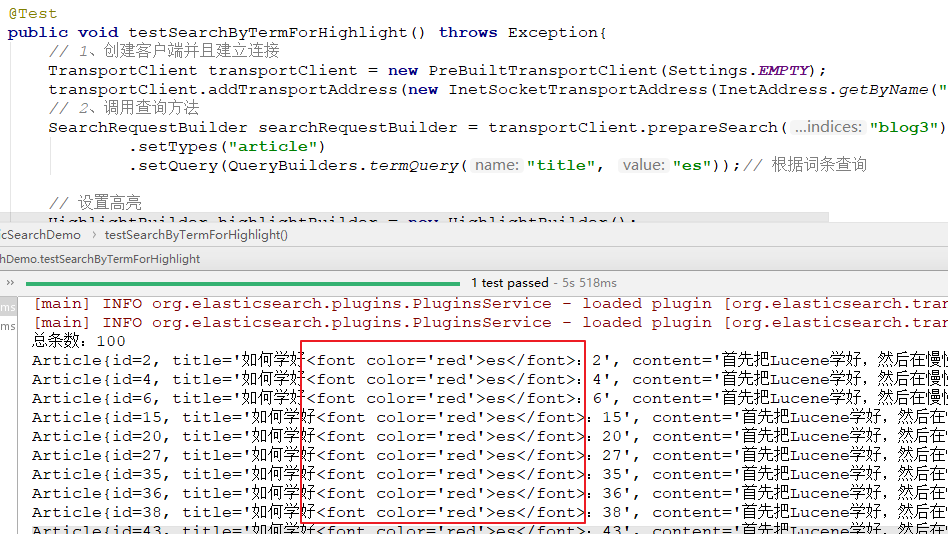 @Test
public void testSearchByTermForHighlight() throws Exception{
// 1、创建客户端并且建立连接
TransportClient transportClient = new PreBuiltTransportClient(Settings.EMPTY);
transportClient.addTransportAddress(new InetSocketTransportAddress(InetAddress.getByName("
// 2、调用查询方法
SearchRequestBuilder searchRequestBuilder = transportClient.prepareSearch( ...indices: "blog3")
.setTypes("article")
.setQuery(QueryBuilders.termQuery( name: "title", value: "es"));// 根据词条查询
// 设置高亮
HighlightBuilder highlightBuilder = new HighlightBuilder();
icSearchDemo › testSearchByTermForHighlight()
hDemo.testSearchByTermForHighlight
» 1 test passed - 5s 518ms
ms [main] INFO org.elasticsearch.plugins.PluginsService - loaded plugin [org.elasticsearch.tran
ms [main] INFO org.elasticsearch.plugins.PluginsService - loaded plugin [org.elasticsearch.tran
总条数：100
Article{id=2, title='如何学好<font color='red'>es</font>：2', content='首先把Lucene学好，然后在慢慢
Article{id=4, title='如何学好<font color='red'>es</font>：4', content='首先把Lucene学好，然后在慢慢
Article{id=6, title='如何学好<font color='red'>es</font>：6', content='首先把Lucene学好，然后在慢慢
Article{id=15, title='如何学好<font color='red'>es</font>：15', content='首先把Lucene学好，然后在
Article{id=20, title='如何学好<font color='red'>es</font>：20', content='首先把Lucene学好，然后在
Article{id=27, title='如何学好<font color='red'>es</font>：27', content='首先把Lucene学好，然后在
Article{id=35, title='如何学好<font color='red'>es</font>：35', content='首先把Lucene学好，然后在
Article{id=36, title='如何学好<font color='red'>es</font>：36', content='首先把Lucene学好，然后在
Article{id=38, title='如何学好<font color='red'>es</font>：38', content='首先把Lucene学好，然后在
Article{id=43, title='如何学好<font color='red'>es</font>：43', content='首先把Lucene学好，然后在